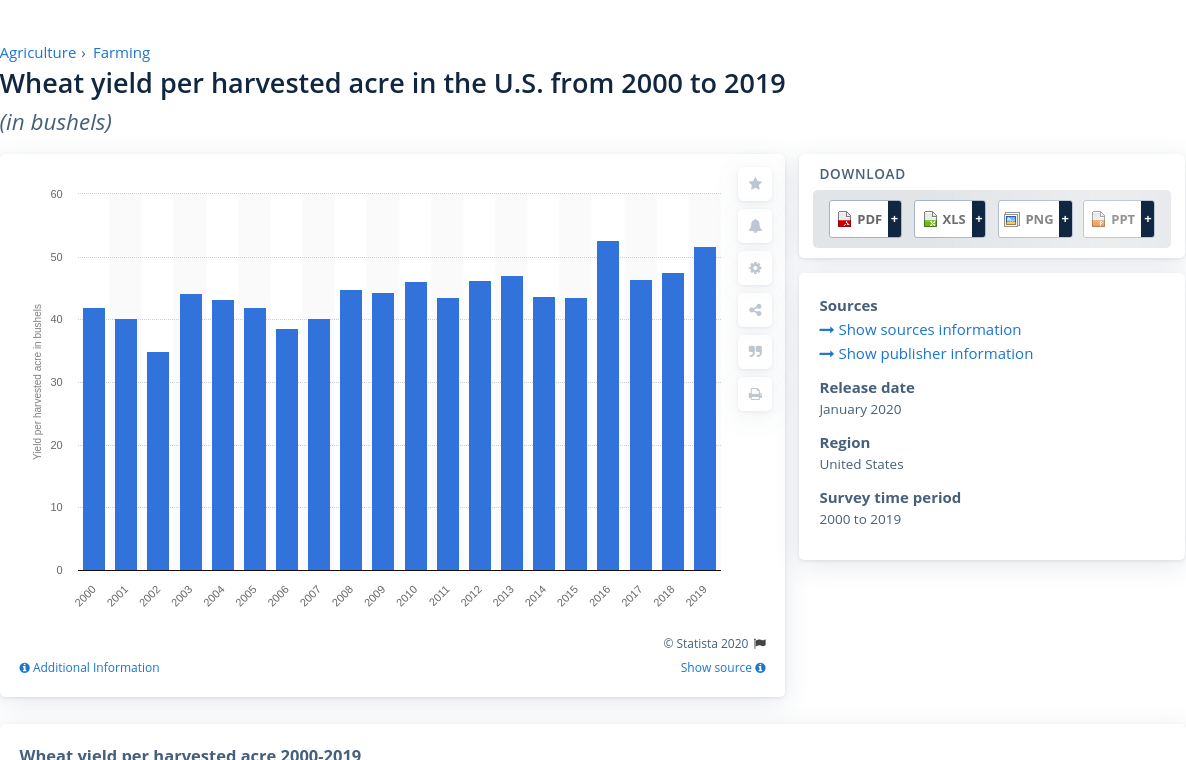 Agriculture › Farming
Wheat yield per harvested acre in the U.S. from 2000 to 2019
(in bushels)
Yield per harvested acre in bushels
60
50
40
30
20
10
0
2000 2001 2002 2003 2004 2005 2006 2007 2008 2009 2010 2011 2012 2013 2014 2015 2016 2017 2018 2019
© Statista 2020
Additional Information
Show source
DOWNLOAD
PDF + XLS + PNG + PPT +
Sources
Show sources information
Show publisher information
Release date
January 2020
Region
United States
Survey time period
2000 to 2019
Wheat yield per harvested acre 2000-2019